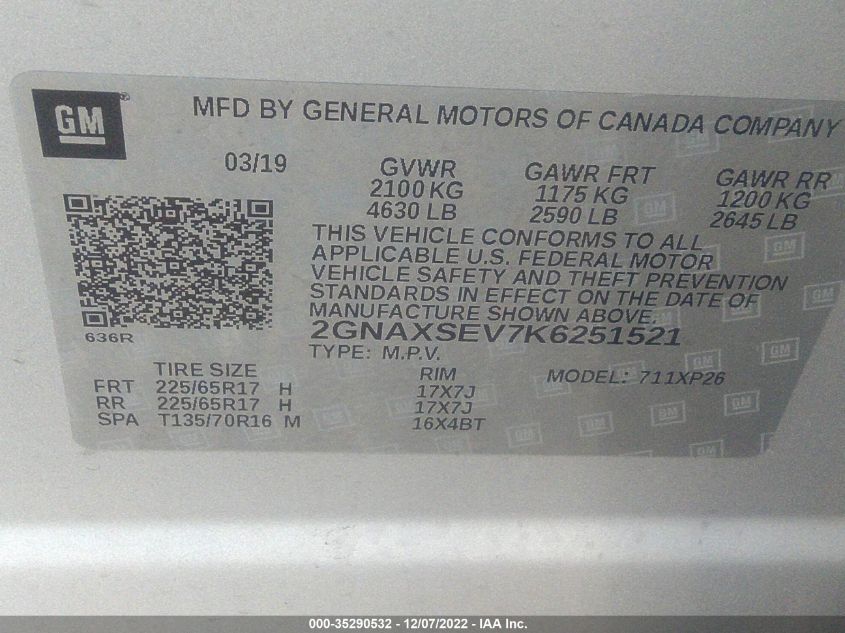 GM
MFD BY GENERAL MOTORS OF CANADA COMPANY
03/19
GVWR
2100 KG
4630 LB
GAWR FRT
1175 KG
2590 LB
GAWR RR
1200 KG
2645 LB
THIS VEHICLE CONFORMS TO ALL
APPLICABLE U.S. FEDERAL MOTOR
VEHICLE SAFETY AND THEFT PREVENTION
STANDARDS IN EFFECT ON THE DATE OF
MANUFACTURE SHOWN ABOVE.
2GNAXSEV7K6251521
TYPE: M.P.V.
636R
TIRE SIZE RIM MODEL: 711XP26
FRT 225/65R17 H 17X7J
RR 225/65R17 H 17X7J
SPA T135/70R16 M 16X4BT
000-35290532 - 12/07/2022 - IAA Inc.